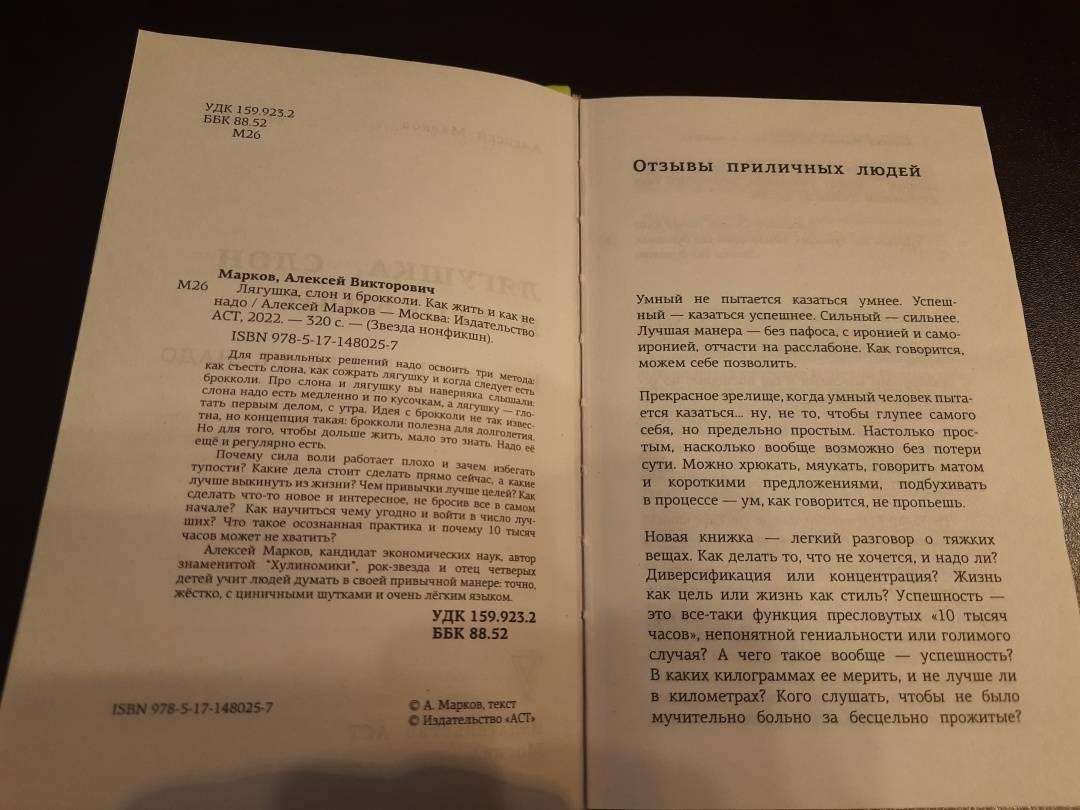 УДК 159.923.2
ББК 88.52
М26
Марков, Алексей Викторович
М26 Лягушка, слон и брокколи. Как жить и как не
надо / Алексей Марков — Москва: Издательство
АСТ, 2022. — 320 с. — (Звезда нонфикшн).
ISBN 978-5-17-148025-7
Для правильных решений надо освоить три метода:
как съесть слона, как сожрать лягушку и когда следует есть
брокколи. Про слона и лягушку вы наверняка слышали:
слона надо есть медленно и по кусочкам, а лягушку — гло-
тать первым делом, с утра. Идея с брокколи не так извест-
на, но концепция такая: брокколи полезна для долголетия.
Но для того, чтобы дольше жить, мало это знать. Надо её
ещё и регулярно есть.
Почему сила воли работает плохо и зачем избегать
тупости? Какие дела стоит сделать прямо сейчас, а какие
лучше выкинуть из жизни? Чем привычки лучше целей? Как
сделать что-то новое и интересное, не бросив все в самом
начале? Как научиться чему угодно и войти в число луч-
ших? Что такое осознанная практика и почему 10 тысяч
часов может не хватить?
Алексей Марков, кандидат экономических наук, автор
знаменитой "Хулиномики", рок-звезда и отец четверых
детей учит людей думать в своей привычной манере: точно,
жёстко, с циничными шутками и очень лёгким языком.
УДК 159.923.2
ББК 88.52
ISBN 978-5-17-148025-7
© А. Марков, текст
© Издательство «АСТ»
Отзывы приличных людей
Умный не пытается казаться умнее. Успеш-
ный — казаться успешнее. Сильный — сильнее.
Лучшая манера — без пафоса, с иронией и само-
иронией, отчасти на расслабоне. Как говорится,
можем себе позволить.
Прекрасное зрелище, когда умный человек пыта-
ется казаться... ну, не то, чтобы глупее самого
себя, но предельно простым. Настолько прос-
тым, насколько вообще возможно без потери
сути. Можно хрюкать, мяукать, говорить матом
и короткими предложениями, подбухивать
в процессе — ум, как говорится, не пропьешь.
Новая книжка — легкий разговор о тяжких
вещах. Как делать то, что не хочется, и надо ли?
Диверсификация или концентрация? Жизнь
как цель или жизнь как стиль? Успешность —
это все-таки функция пресловутых «10 тысяч
часов», непонятной гениальности или голимого
случая? А чего такое вообще — успешность?
В каких килограммах ее мерить, и не лучше ли
в километрах? Кого слушать, чтобы не было
мучительно больно за бесцельно прожитые?